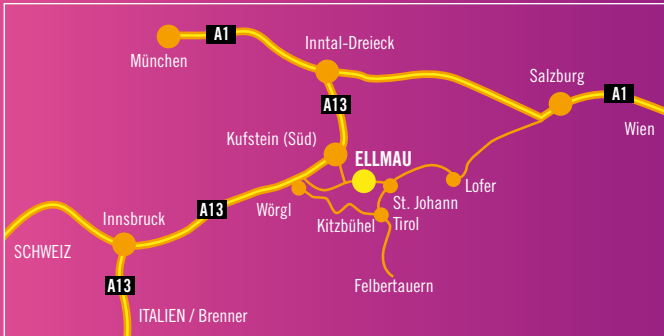 München
A1
Inntal-Dreieck
Salzburg
A1
Wien
A13
Kufstein (Süd)
ELLMAU
Lofer
St. Johann
Tirol
Wörgl
Kitzbühel
A13
Innsbruck
SCHWEIZ
Felbertauern
A13
ITALIEN / Brenner